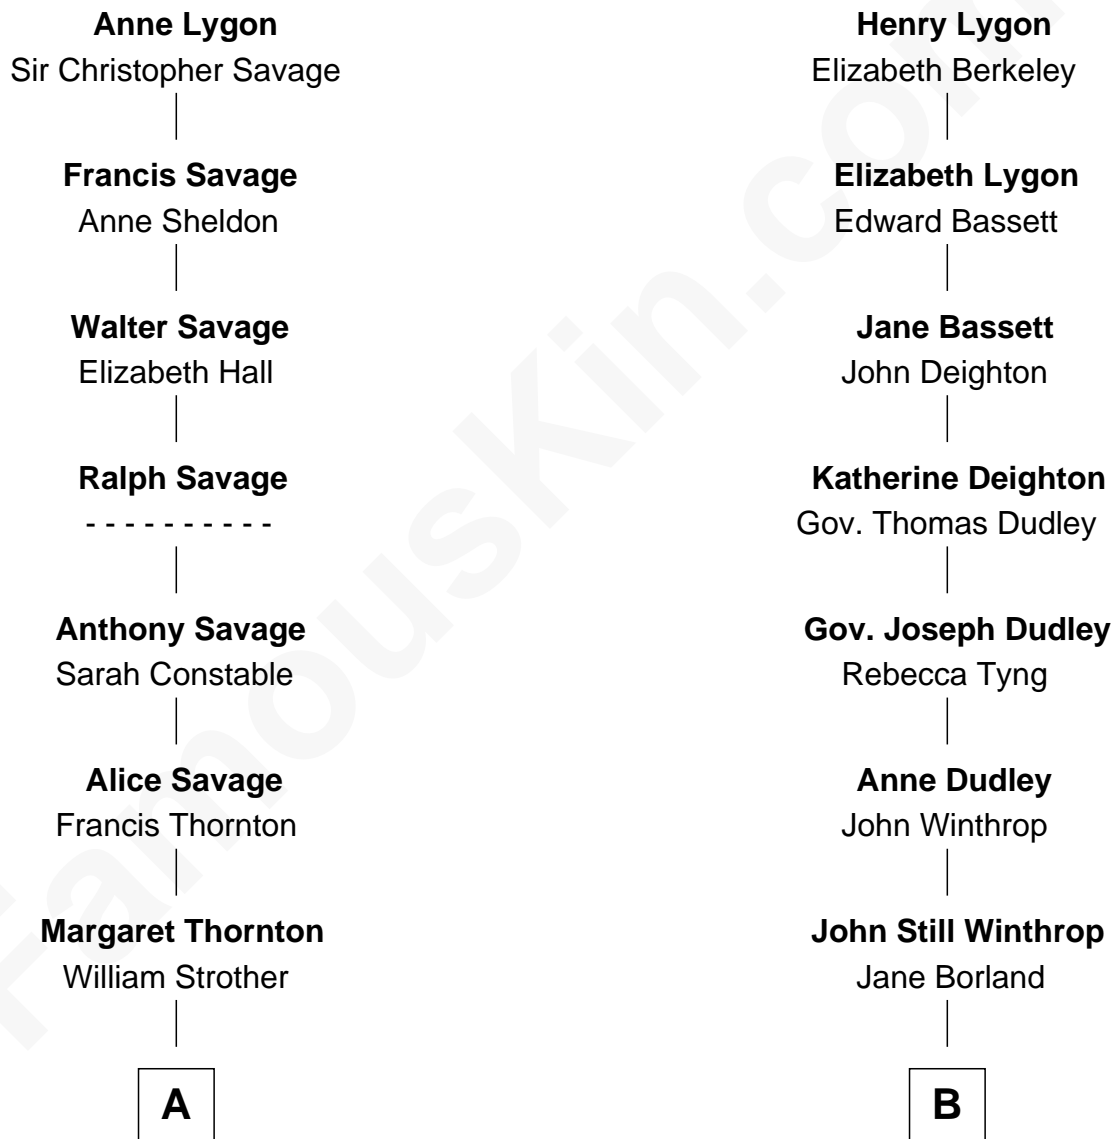 Anne Lygon
Sir Christopher Savage
Francis Savage
Anne Sheldon
Walter Savage
Elizabeth Hall
Ralph Savage
- - - - - - - - - -
Anthony Savage
Sarah Constable
Alice Savage
Francis Thornton
Margaret Thornton
William Strother
A
Henry Lygon
Elizabeth Berkeley
Elizabeth Lygon
Edward Bassett
Jane Bassett
John Deighton
Katherine Deighton
Gov. Thomas Dudley
Gov. Joseph Dudley
Rebecca Tyng
Anne Dudley
John Winthrop
John Still Winthrop
Jane Borland
B
FamousKin.com